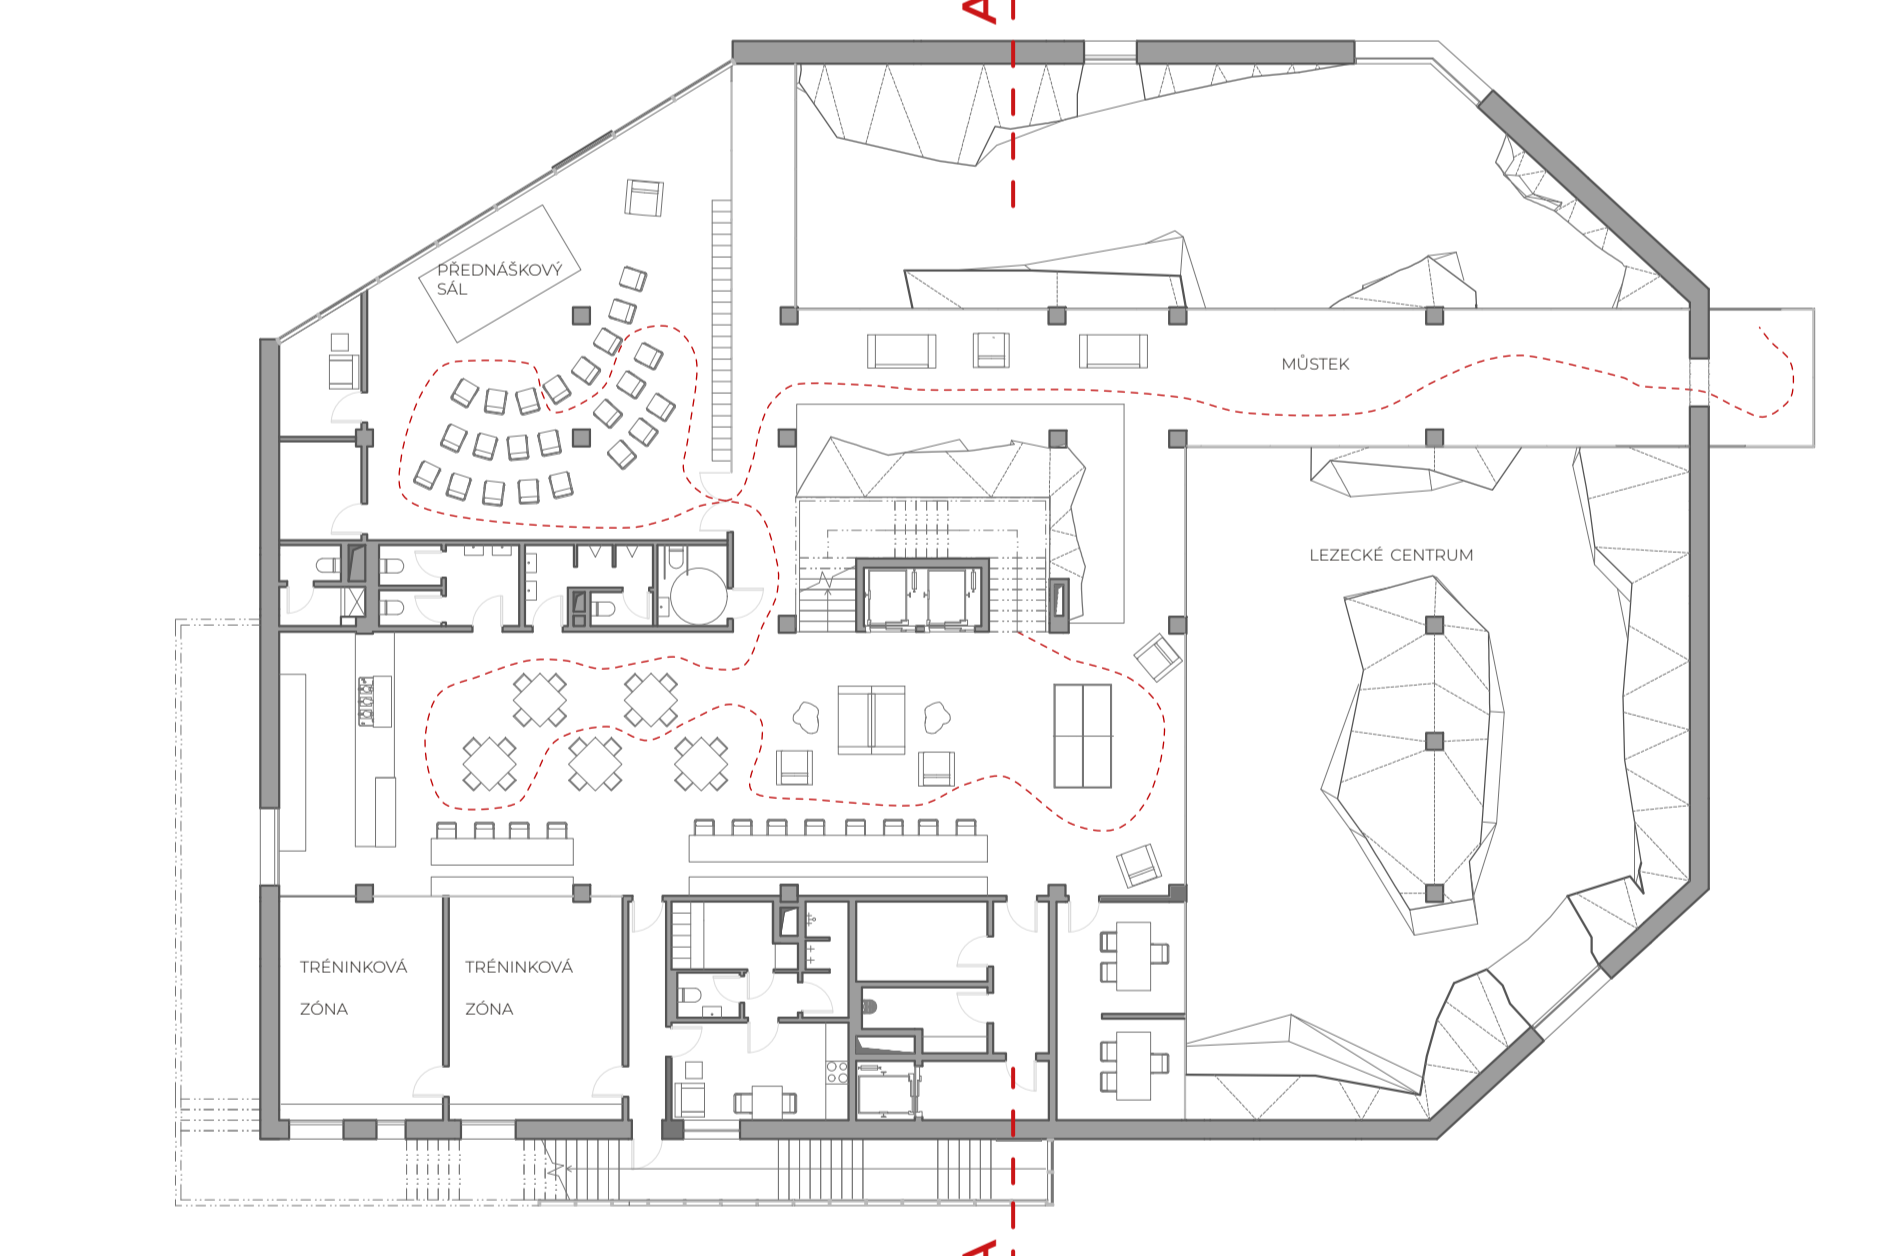 A
PŘEDNÁŠKOVÝ
SÁL
MŮSTEK
LEZECKÉ CENTRUM
TRÉNINKOVÁ
ZÓNA
TRÉNINKOVÁ
ZÓNA
A